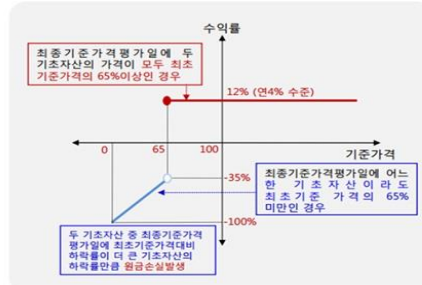 수익률
최종기준가격평가일에 두
기초자산의 가격이 모두 최초
기준가격의 65%이상인 경우
12% (연4% 수준)
0
65
100
기준가격
-35%
최종기준가격평가일에 어느
한 기초자산이라도
최초기준 가격의 65%
미만인 경우
-100%
두 기초자산 중 최종기준가격
평가일에 최초기준가격대비
하락률이 더 큰 기초자산의
하락률만큼 원금손실발생